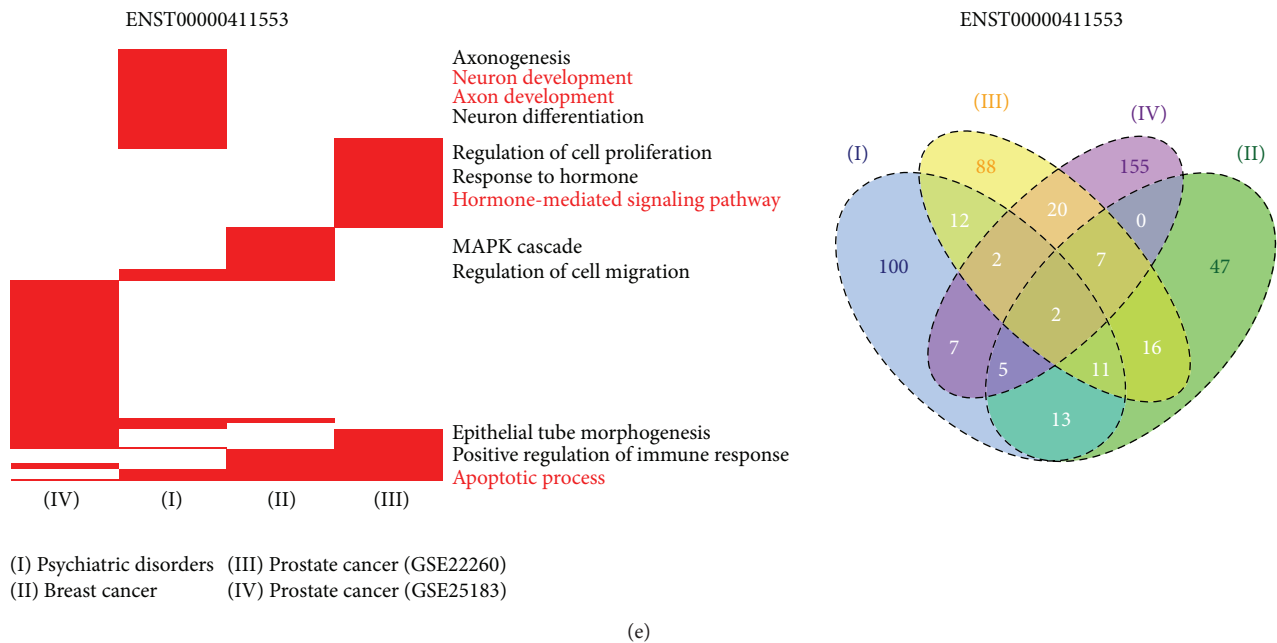 ENST00000411553
Axonogenesis
Neuron development
Axon development
Neuron differentiation
Regulation of cell proliferation
Response to hormone
Hormone-mediated signaling pathway
MAPK cascade
Regulation of cell migration
Epithelial tube morphogenesis
Positive regulation of immune response
Apoptotic process
(IV) (I) (II) (III)
(I) Psychiatric disorders (III) Prostate cancer (GSE22260)
(II) Breast cancer (IV) Prostate cancer (GSE25183)
ENST00000411553
(III)
(IV)
(I) (II)
88 155
12 20 0
2 7
100 47
2
7 16
5 11
13
(e)